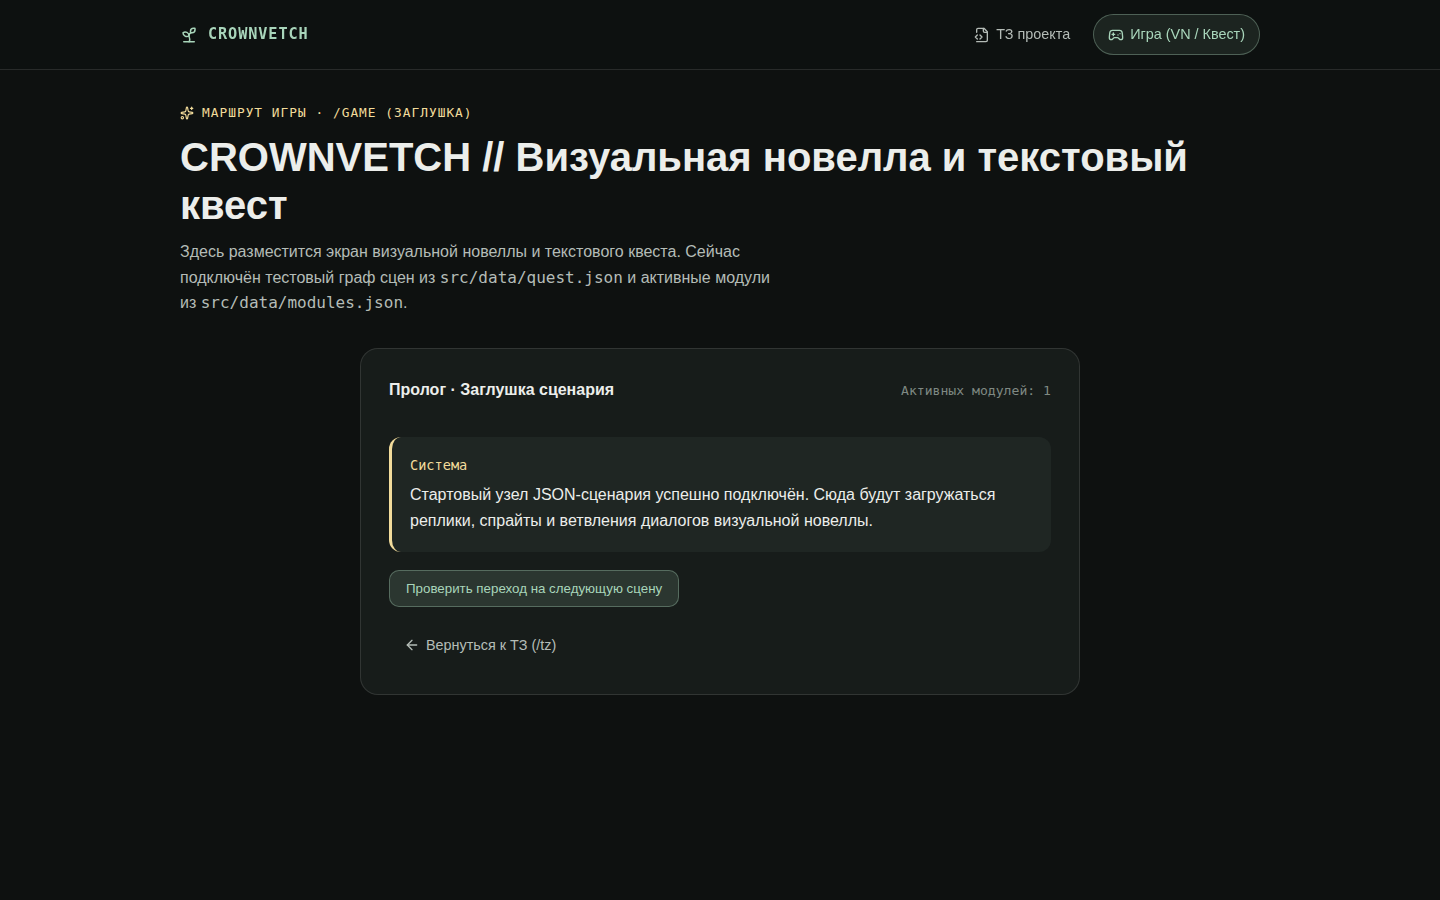 CROWNVETCH
ТЗ проекта
Игра (VN / Квест)
МАРШРУТ ИГРЫ · /GAME (ЗАГЛУШКА)
CROWNVETCH // Визуальная новелла и текстовый
квест
Здесь разместится экран визуальной новеллы и текстового квеста. Сейчас
подключён тестовый граф сцен из src/data/quest.json и активные модули
из src/data/modules.json.
Пролог · Заглушка сценария
Активных модулей: 1
Система
Стартовый узел JSON-сценария успешно подключён. Сюда будут загружаться
реплики, спрайты и ветвления диалогов визуальной новеллы.
Проверить переход на следующую сцену
Вернуться к ТЗ (/tz)